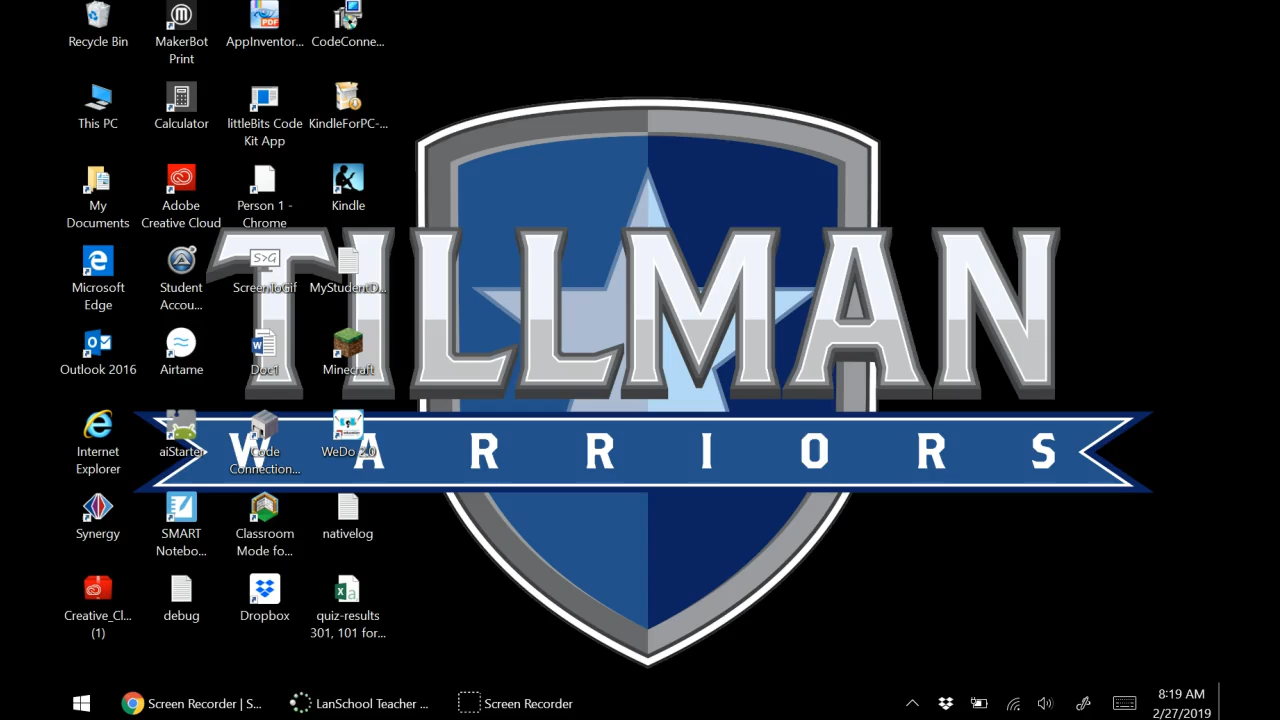 Recycle Bin
MakerBot
Print
AppInventor...
CodeConne...
This PC
Calculator
littleBits Code
Kit App
KindleForPC-...
My
Documents
Adobe
Creative Cloud
Person 1 -
Chrome
Kindle
Microsoft
Edge
Student
Accou...
S>G
ScreenToGif
MyStudentD...
Outlook 2016
Airtame
Doc1
Minecraft
Internet
Explorer
aiStarter
Code
Connection...
WeDo 2.0
Synergy
SMART
Notebo...
Classroom
Mode fo...
nativelog
Creative_Cl...
(1)
debug
Dropbox
quiz-results
301, 101 for...
TILLMAN
WARRIORS
Screen Recorder | S...
LanSchool Teacher ...
Screen Recorder
8:19 AM
2/27/2019